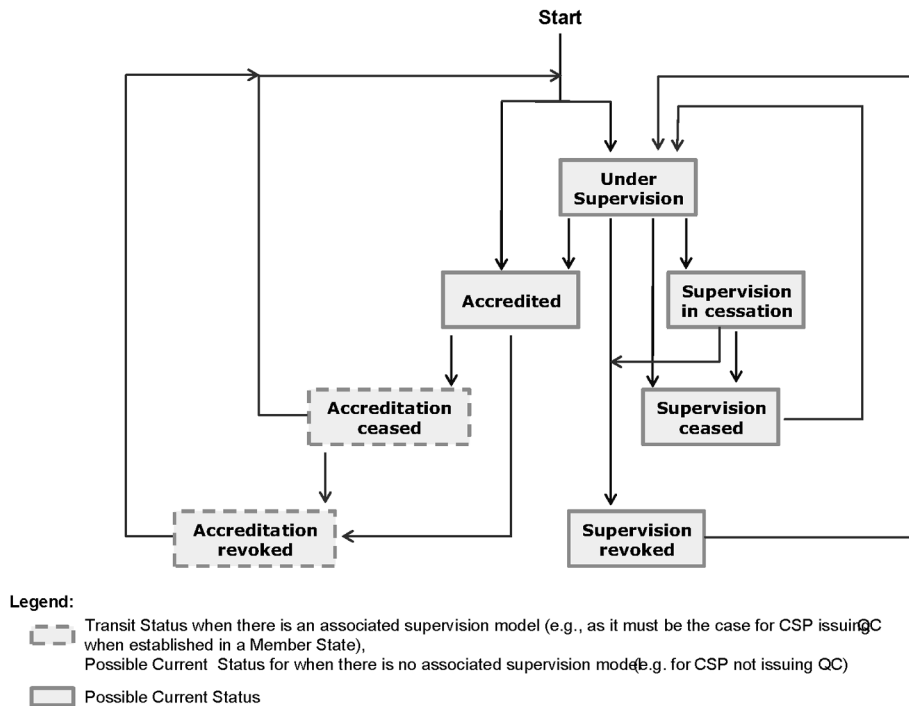 Start
Under
Supervision
Accredited
Supervision
in cessation
Accreditation
ceased
Supervision
ceased
Accreditation
revoked
Supervision
revoked
Legend:
Transit Status when there is an associated supervision model (e.g., as it must be the case for CSP issuing QC
when established in a Member State),
Possible Current Status for when there is no associated supervision model (e.g. for CSP not issuing QC)
Possible Current Status